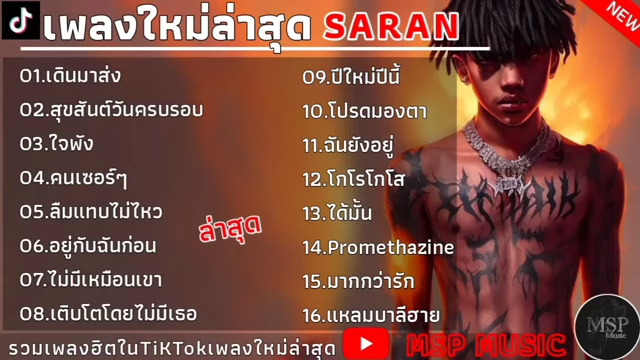 เพลงใหม่ล่าสุด SARAN
NEW
01.เดินมาส่ง
02.สุขสันต์วันครบรอบ
03.ใจพัง
04.คนเซอร์ๆ
05.ลืมแทบไม่ไหว
06.อยู่กับฉันก่อน
07.ไม่มีเหมือนเขา
08.เติบโตโดยไม่มีเธอ
ล่าสุด
09.ปีใหม่ปีนี้
10.โปรดมองตา
11.ฉันยังอยู่
12.โกโรโกโส
13.ได้มั้น
14.Promethazine
15.มากกว่ารัก
16.แหลมบาลีฮาย
รวมเพลงฮิตในTiKTokเพลงใหม่ล่าสุด
MSP MUSIC
MSP
Music